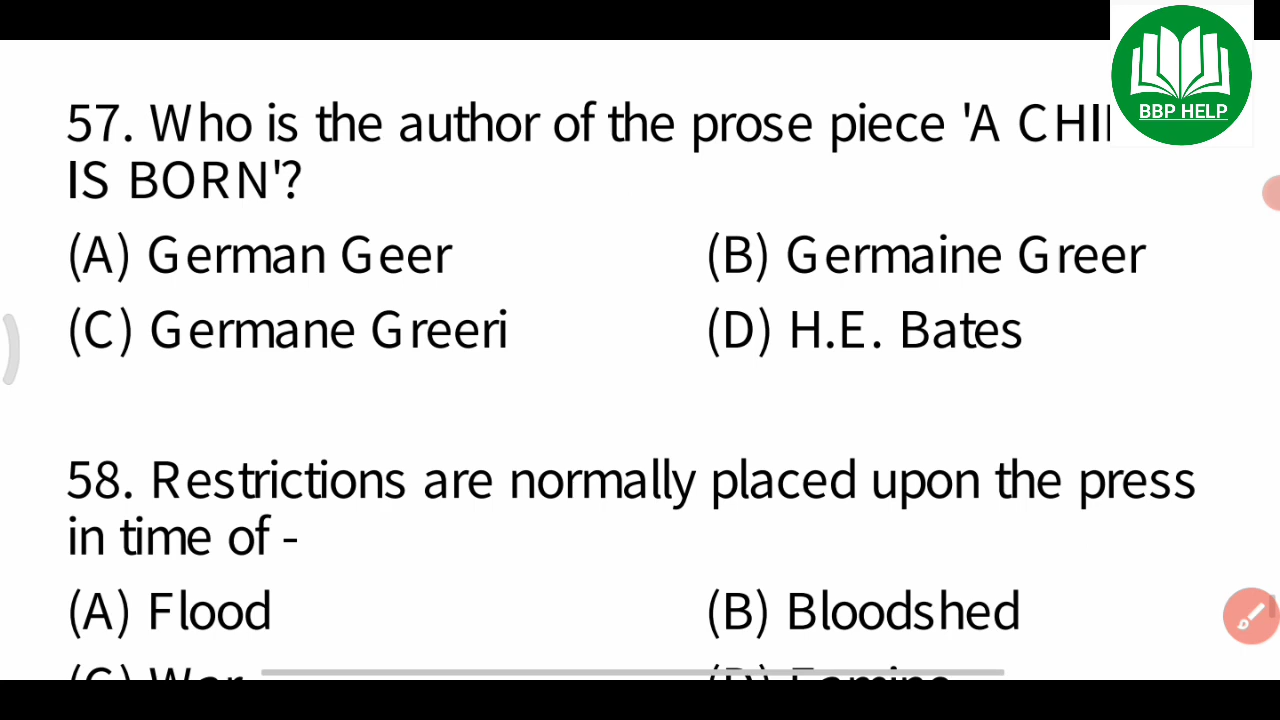 BBP HELP
57. Who is the author of the prose piece 'A
IS BORN'?
(A) German Geer (B) Germaine Greer
(C) Germane Greeri (D) H.E. Bates
58. Restrictions are normally placed upon the press
in time of -
(A) Flood (B) Bloodshed